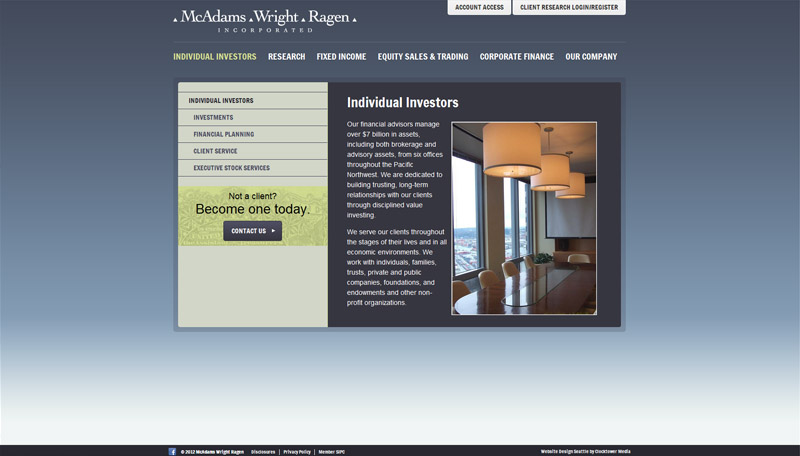 ACCOUNT ACCESS
CLIENT RESEARCH LOGIN/REGISTER
McAdams Wright Ragen
INCORPORATED
INDIVIDUAL INVESTORS RESEARCH FIXED INCOME EQUITY SALES & TRADING CORPORATE FINANCE OUR COMPANY
INDIVIDUAL INVESTORS
INVESTMENTS
FINANCIAL PLANNING
CLIENT SERVICE
EXECUTIVE STOCK SERVICES
Not a client?
Become one today.
CONTACT US
Individual Investors
Our financial advisors manage
over $7 billion in assets,
including both brokerage and
advisory assets, from six offices
throughout the Pacific
Northwest. We are dedicated to
building trusting, long-term
relationships with our clients
through disciplined value
investing.
We serve our clients throughout
the stages of their lives and in all
economic environments. We
work with individuals, families,
trusts, private and public
companies, foundations, and
endowments and other non-
profit organizations.
© 2012 McAdams Wright Ragen Disclosures | Privacy Policy | Member SIPC
Website Design Seattle by Clocktower Media